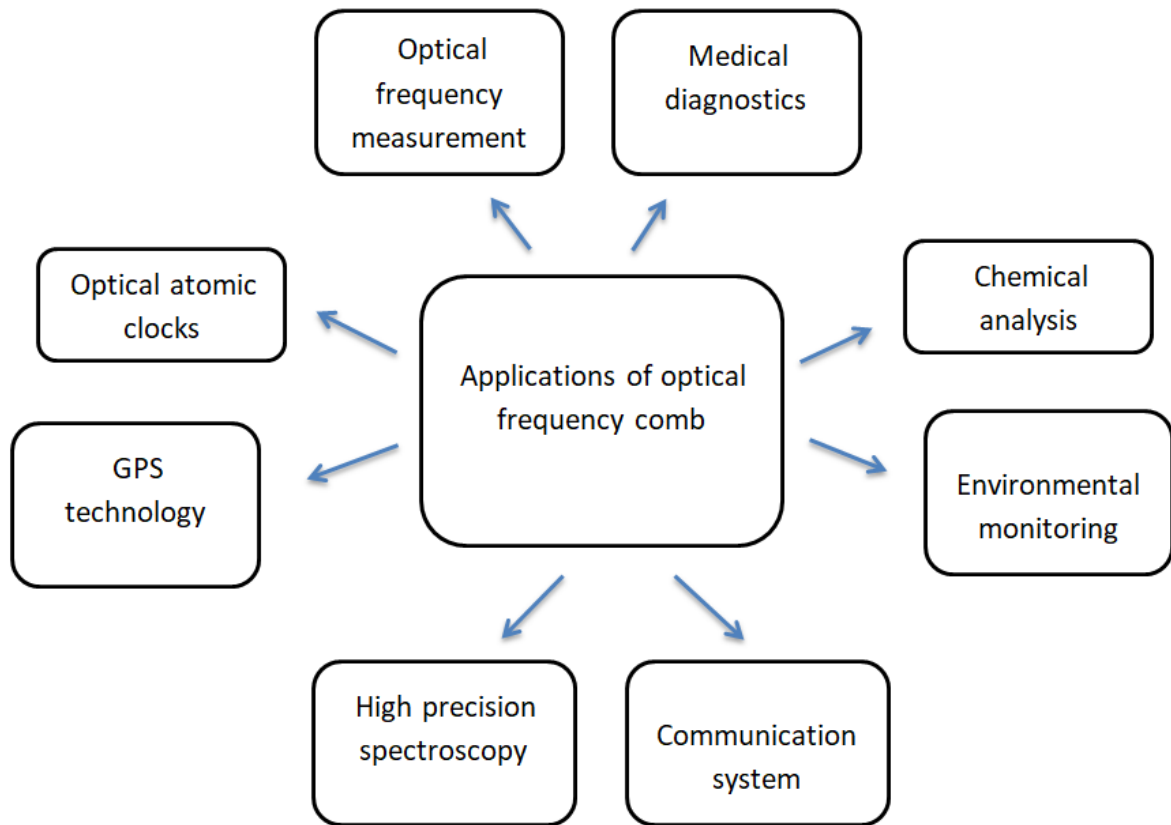 Optical
frequency
measurement
Medical
diagnostics
Optical atomic
clocks
Chemical
analysis
Applications of optical
frequency comb
GPS
technology
Environmental
monitoring
High precision
spectroscopy
Communication
system